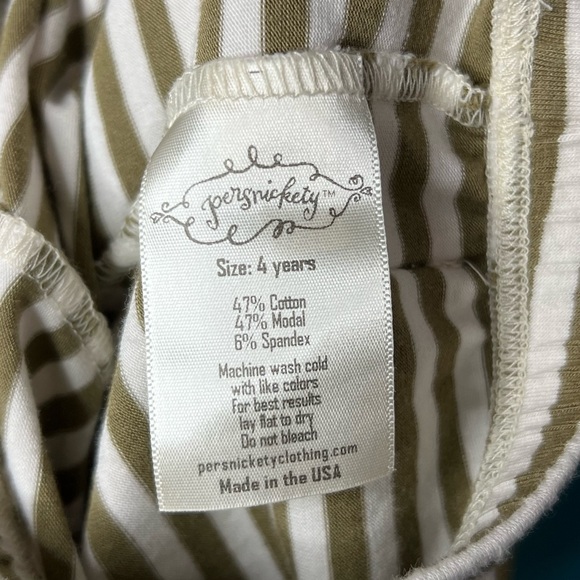 persnickety™
Size: 4 years
47% Cotton
47% Modal
6% Spandex
Machine wash cold
with like colors
For best results
lay flat to dry
Do not bleach
persnicketyclothing.com
Made in the USA